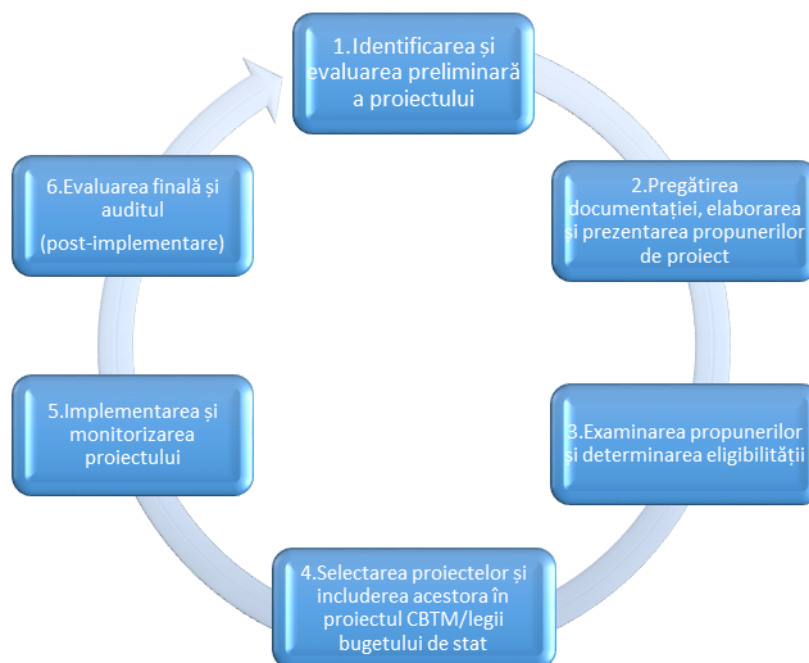 1.Identificarea și
evaluarea preliminară
a proiectului
2.Pregătirea
documentației, elaborarea
și prezentarea propunerilor
de proiect
3.Examinarea propunerilor
și determinarea eligibilității
4.Selectarea proiectelor și
includerea acestora în
proiectul CBTM/legii
bugetului de stat
5.Implementarea și
monitorizarea
proiectului
6.Evaluarea finală și
auditul
(post-implementare)